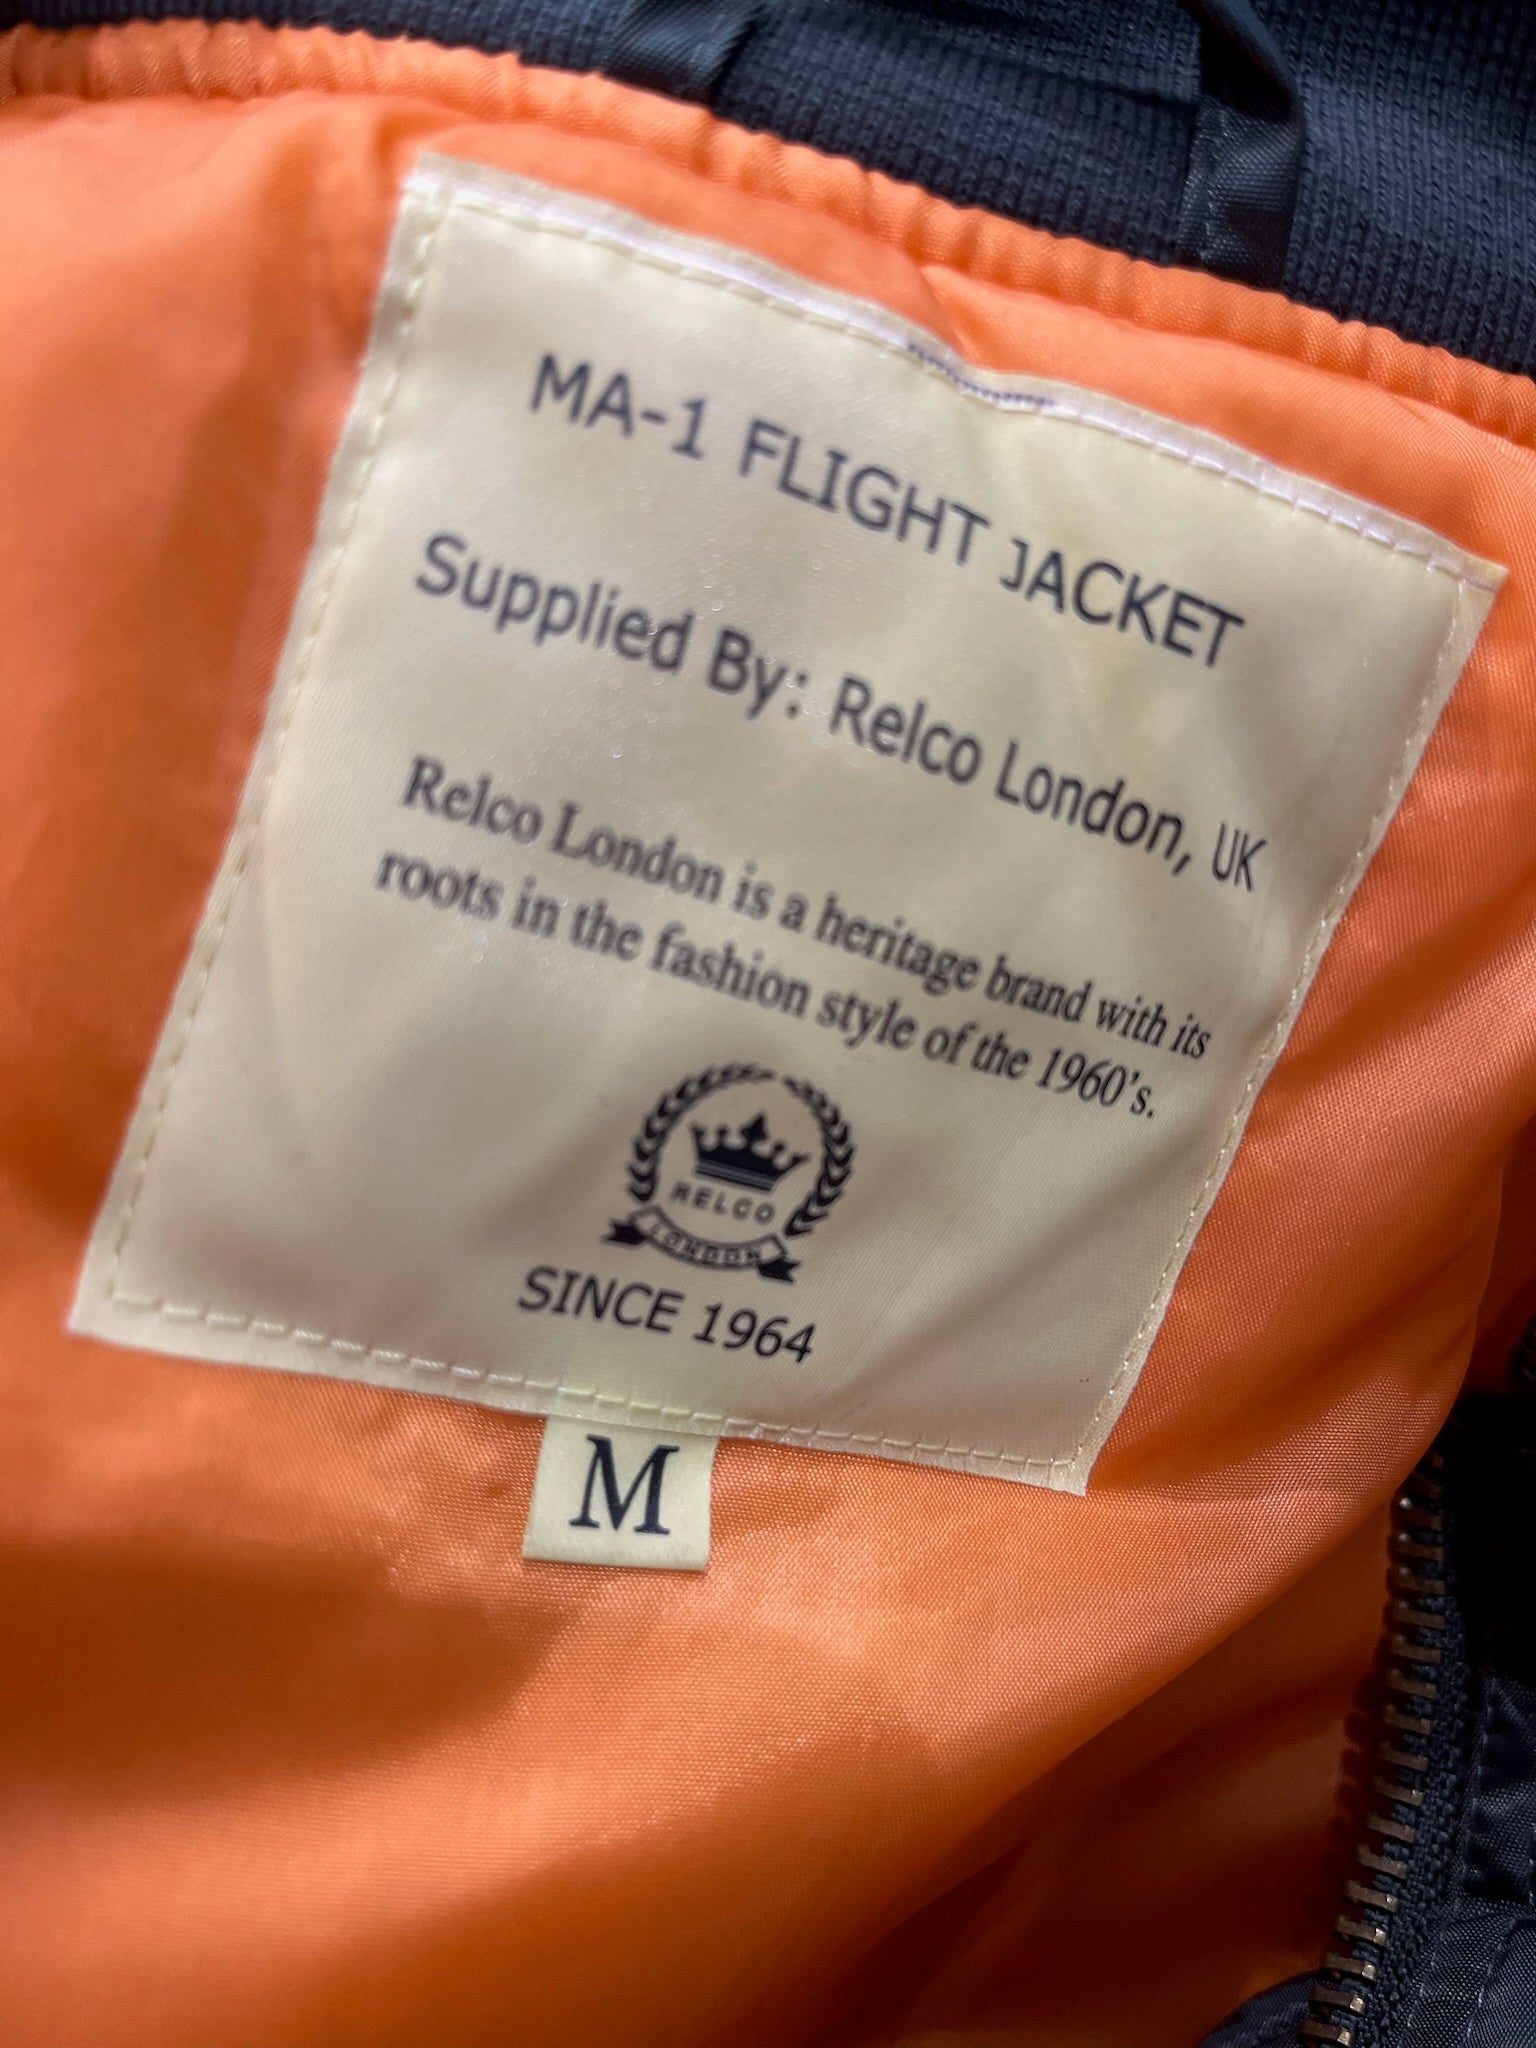 MA-1 FLIGHT JACKET
Supplied By: Relco London, UK
Relco London is a heritage brand with its
roots in the fashion style of the 1960's.
RELCO
LONDON
SINCE 1964
M